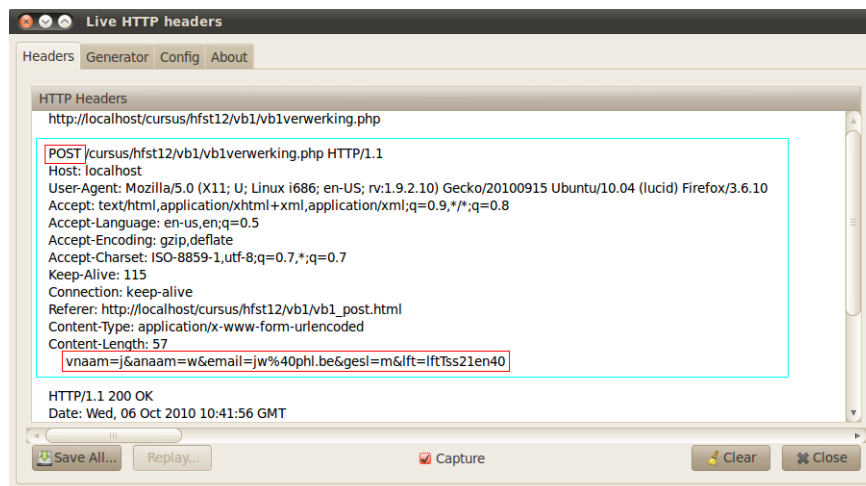 Live HTTP headers
Headers Generator Config About
HTTP Headers
http://localhost/cursus/hfst12/vb1/vb1verwerking.php
POST /cursus/hfst12/vb1/vb1verwerking.php HTTP/1.1
Host: localhost
User-Agent: Mozilla/5.0 (X11; U; Linux i686; en-US; rv:1.9.2.10) Gecko/20100915 Ubuntu/10.04 (lucid) Firefox/3.6.10
Accept: text/html,application/xhtml+xml,application/xml;q=0.9,*/*;q=0.8
Accept-Language: en-us,en;q=0.5
Accept-Encoding: gzip,deflate
Accept-Charset: ISO-8859-1,utf-8;q=0.7,*;q=0.7
Keep-Alive: 115
Connection: keep-alive
Referer: http://localhost/cursus/hfst12/vb1/vb1_post.html
Content-Type: application/x-www-form-urlencoded
Content-Length: 57
vnaam=j&anaam=w&email=jw%40phl.be&gesl=m&lft=lftTss21en40
HTTP/1.1 200 OK
Date: Wed, 06 Oct 2010 10:41:56 GMT
Save All... Replay... Capture Clear Close